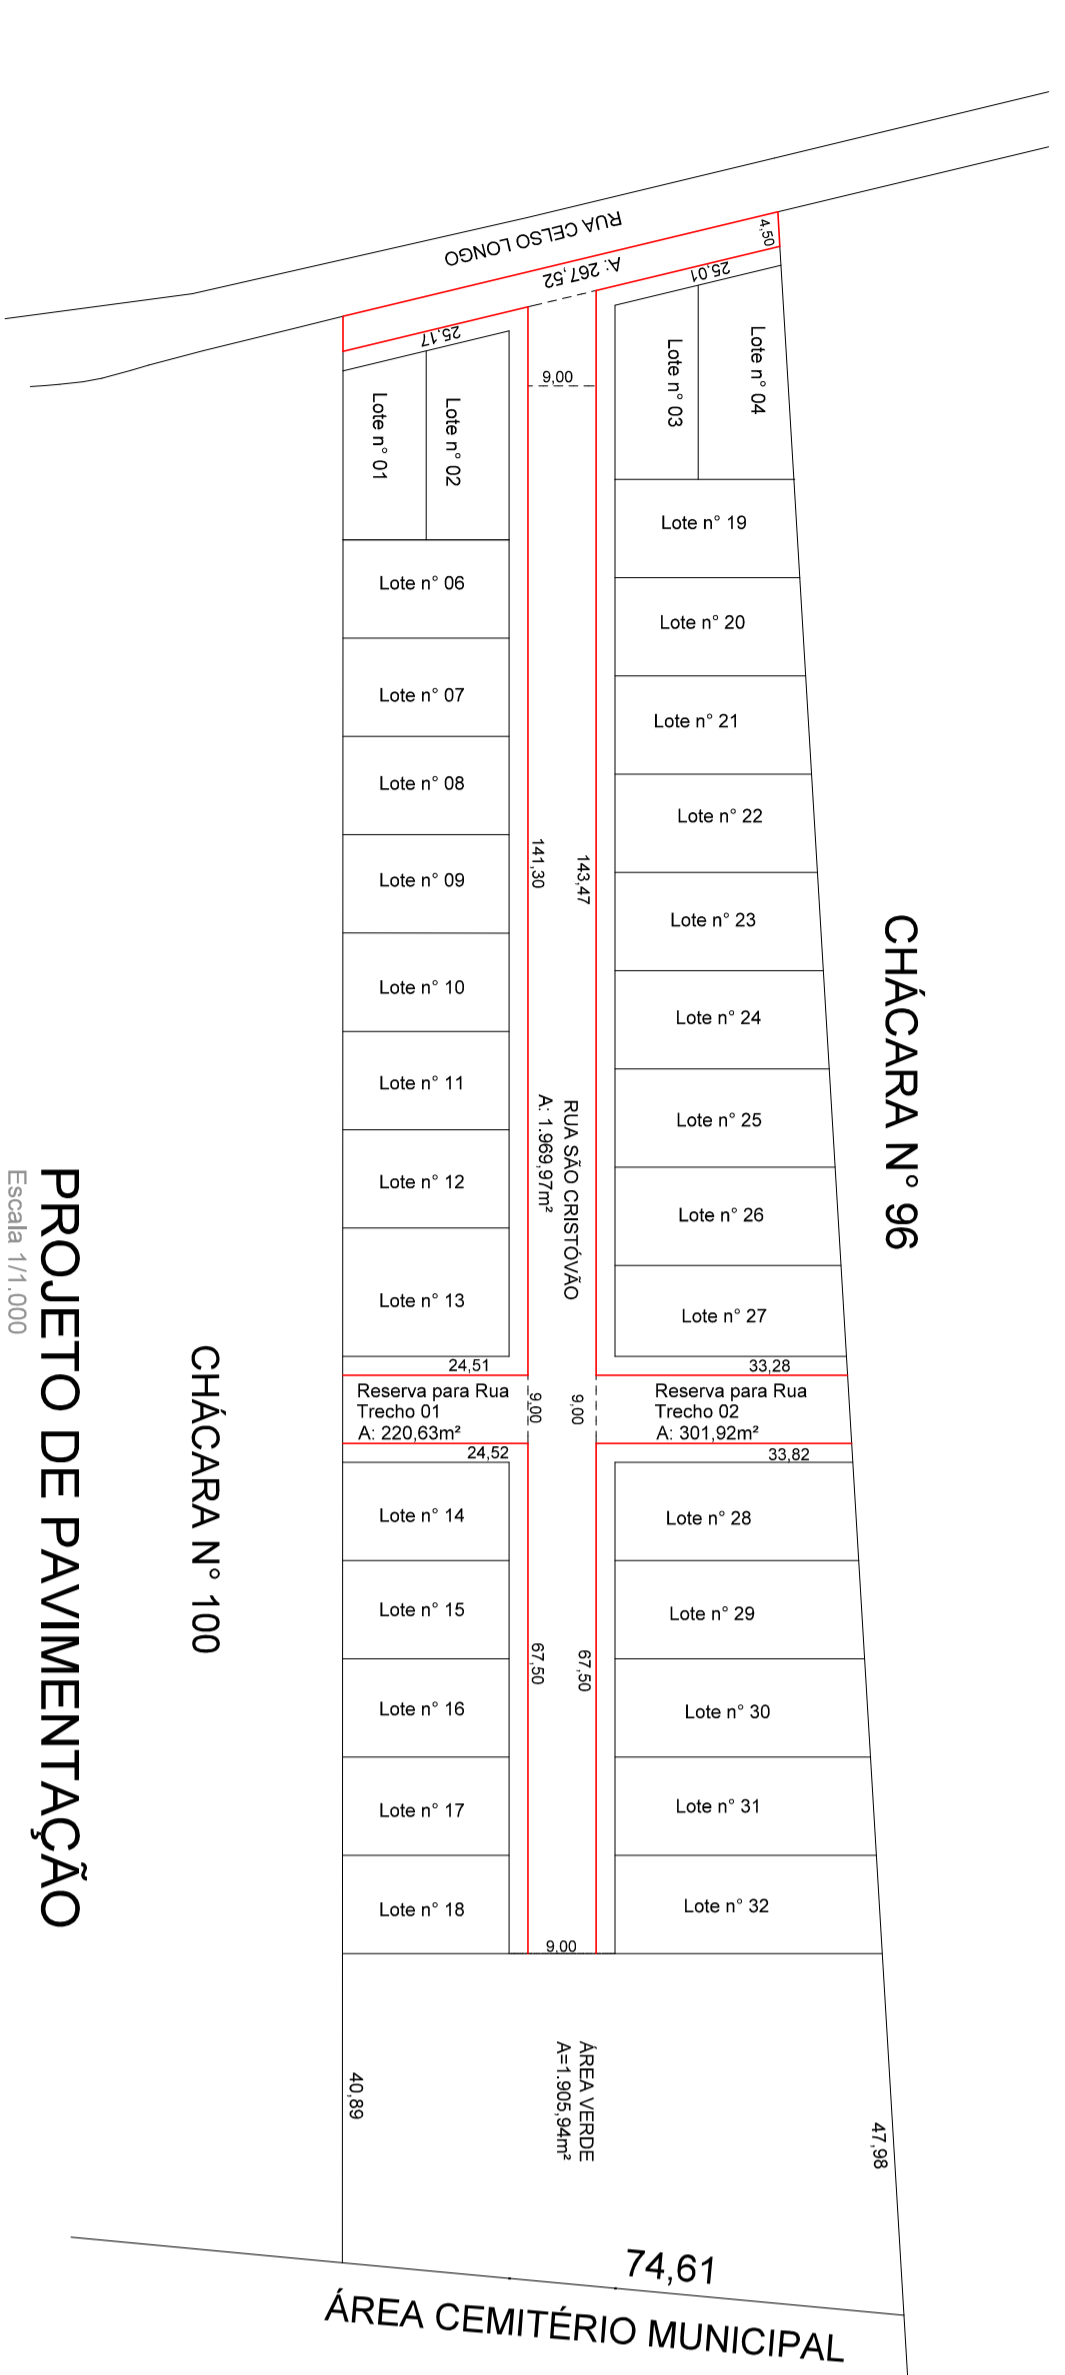 RUA CELSO LONGO
A: 267,52
4,50
25,01
25,17
9,00
Lote n° 01
Lote n° 02
Lote n° 03
Lote n° 04
Lote n° 19
Lote n° 06
Lote n° 20
Lote n° 07
Lote n° 21
Lote n° 08
Lote n° 22
141,30
143,47
Lote n° 09
Lote n° 23
Lote n° 10
Lote n° 24
Lote n° 11
Lote n° 25
RUA SÃO CRISTÓVÃO
A: 1.969,97m²
Lote n° 12
Lote n° 26
Lote n° 13
Lote n° 27
CHÁCARA N° 96
24,51
33,28
Reserva para Rua
Trecho 01
A: 220,63m²
9,00
9,00
Reserva para Rua
Trecho 02
A: 301,92m²
24,52
33,82
Lote n° 14
Lote n° 28
Lote n° 15
Lote n° 29
67,50
67,50
Lote n° 16
Lote n° 30
Lote n° 17
Lote n° 31
Lote n° 18
Lote n° 32
9,00
CHÁCARA N° 100
PROJETO DE PAVIMENTAÇÃO
Escala 1/1.000
ÁREA VERDE
A=1.905,94m²
40,89
47,98
74,61
ÁREA CEMITÉRIO MUNICIPAL